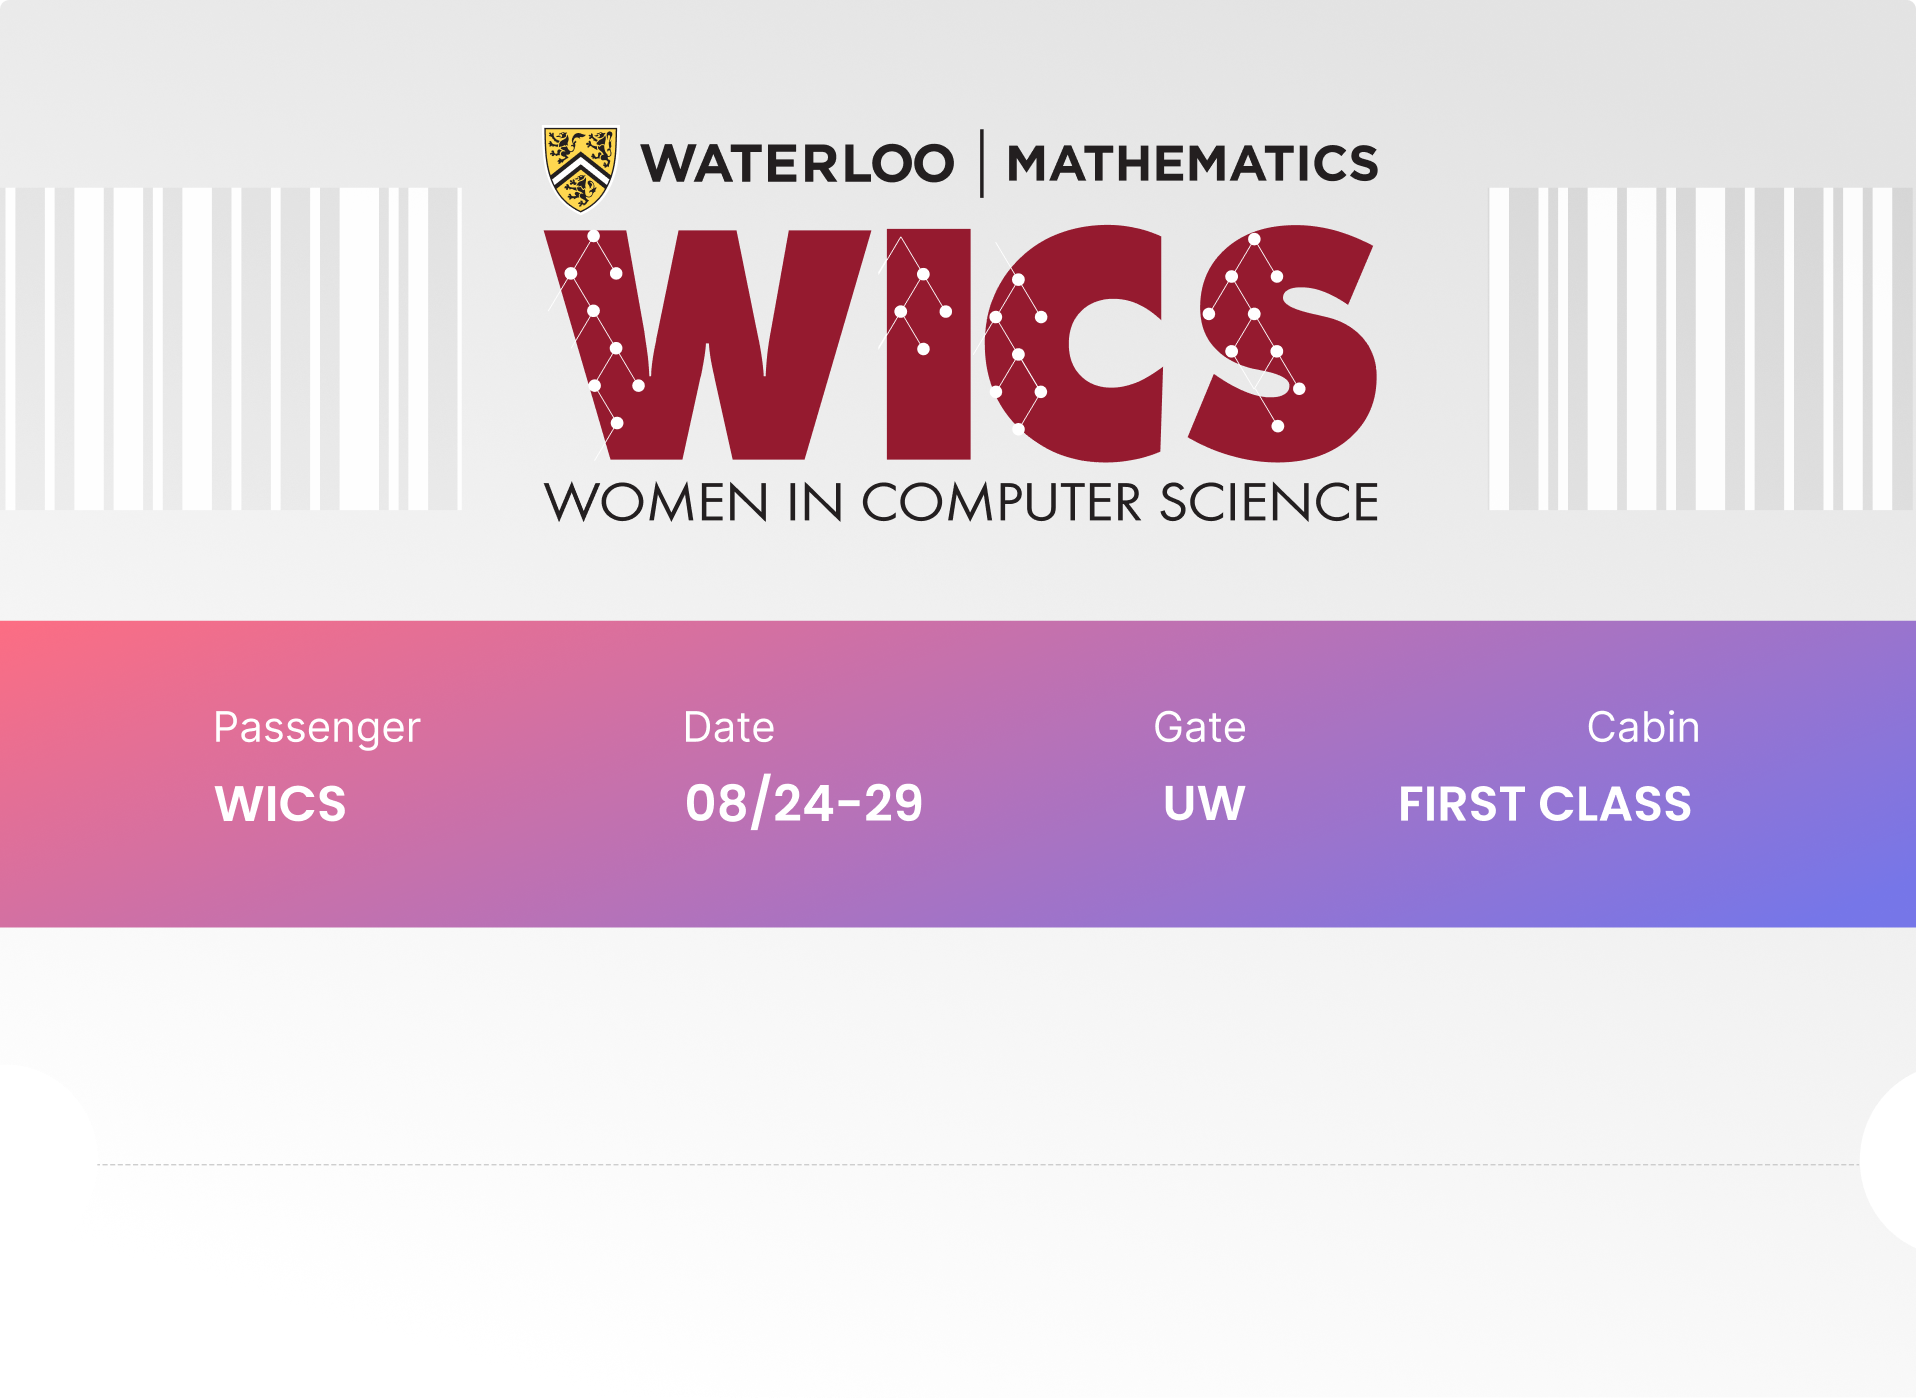 WATERLOO | MATHEMATICS
WICS
WOMEN IN COMPUTER SCIENCE
Passenger Date Gate Cabin
WICS 08/24-29 UW FIRST CLASS